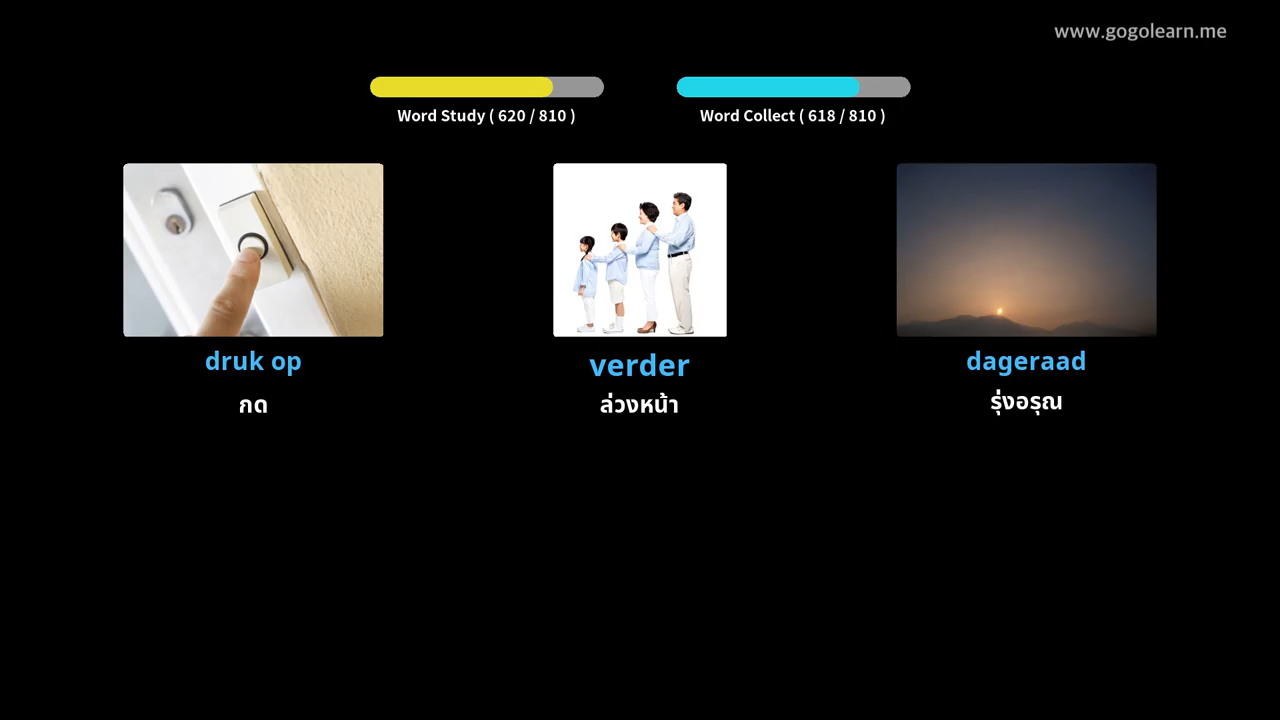 www.gogolearn.me
Word Study ( 620 / 810 )
Word Collect ( 618 / 810 )
druk op
verder
dageraad
กด
ล่วงหน้า
รุ่งอรุณ